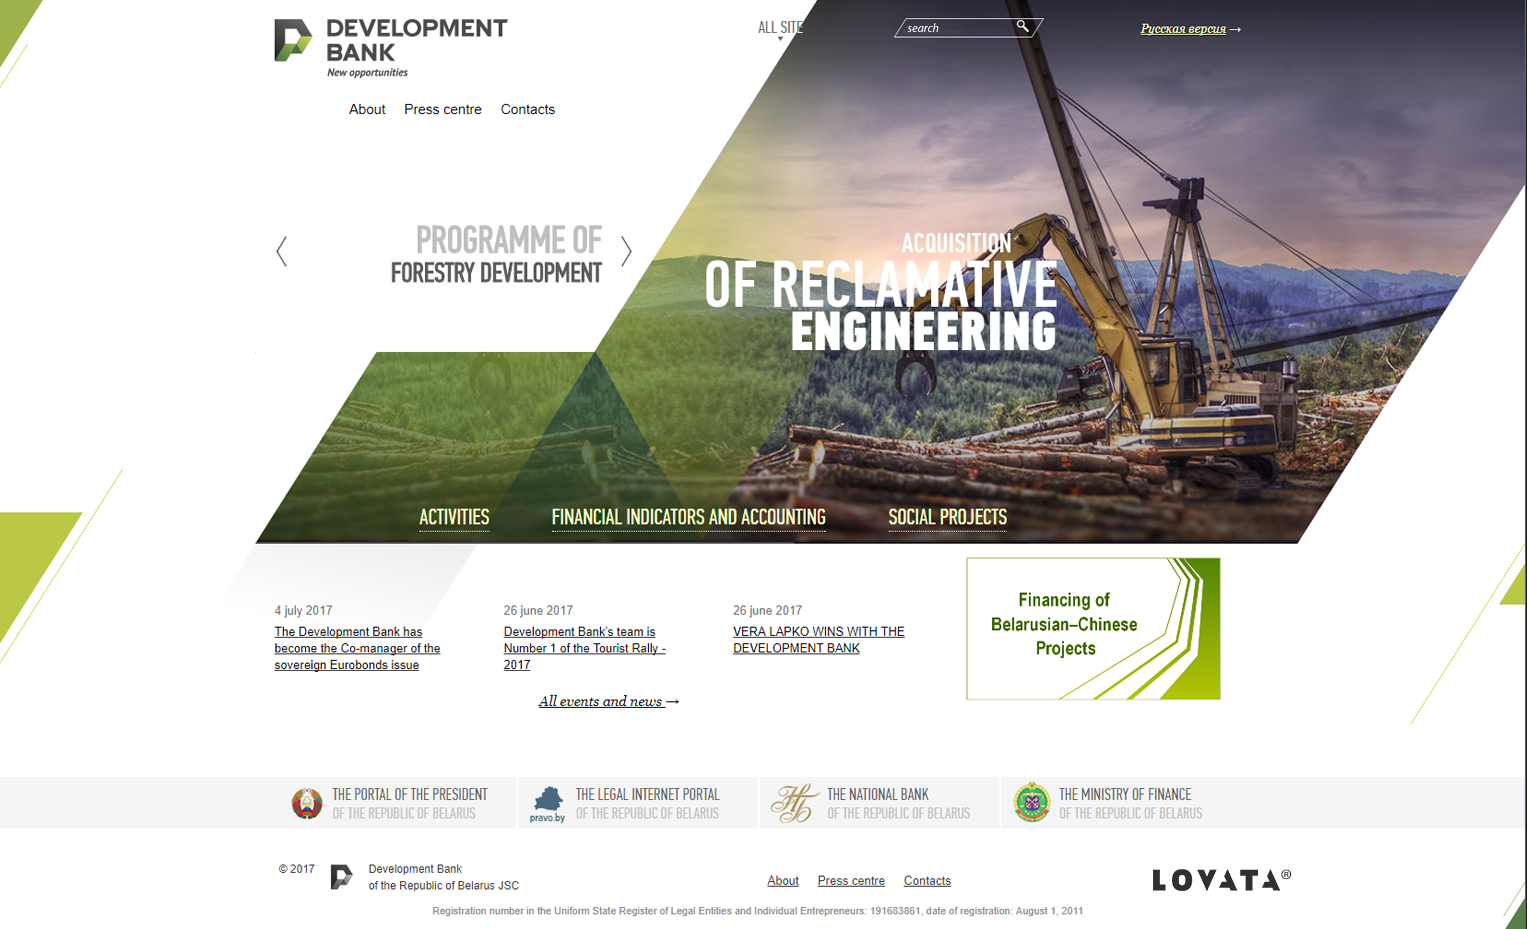 DEVELOPMENT
BANK
New opportunities
ALL SITE
search
Русская версия →
About
Press centre
Contacts
PROGRAMME OF
FORESTRY DEVELOPMENT
ACQUISITION
OF RECLAMATIVE
ENGINEERING
ACTIVITIES
FINANCIAL INDICATORS AND ACCOUNTING
SOCIAL PROJECTS
4 july 2017
The Development Bank has
become the Co-manager of the
sovereign Eurobonds issue
26 june 2017
Development Bank's team is
Number 1 of the Tourist Rally -
2017
26 june 2017
VERA LAPKO WINS WITH THE
DEVELOPMENT BANK
All events and news →
Financing of
Belarusian–Chinese
Projects
THE PORTAL OF THE PRESIDENT
OF THE REPUBLIC OF BELARUS
pravo.by
THE LEGAL INTERNET PORTAL
OF THE REPUBLIC OF BELARUS
THE NATIONAL BANK
OF THE REPUBLIC OF BELARUS
THE MINISTRY OF FINANCE
OF THE REPUBLIC OF BELARUS
© 2017
Development Bank
of the Republic of Belarus JSC
About
Press centre
Contacts
LOVATA®
Registration number in the Uniform State Register of Legal Entities and Individual Entrepreneurs: 191683861, date of registration: August 1, 2011